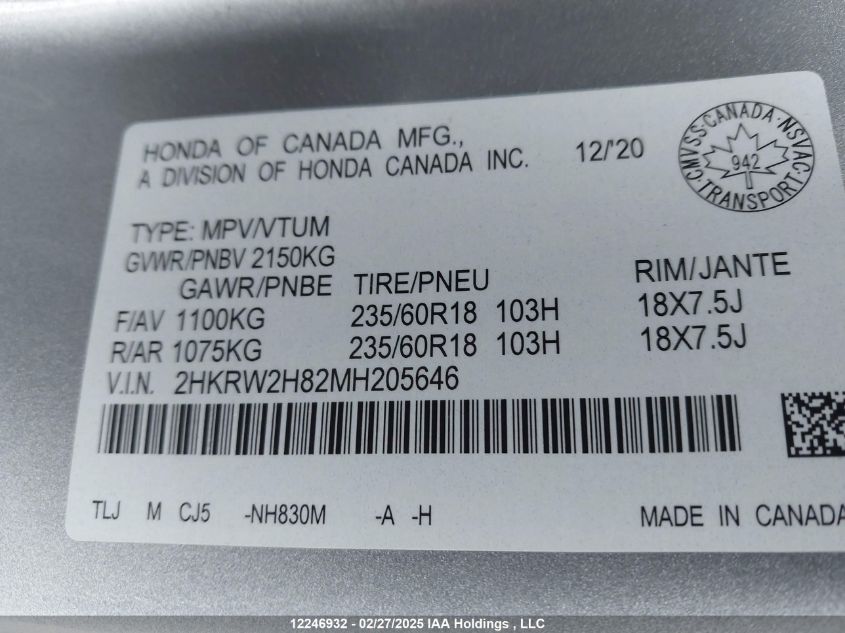 HONDA OF CANADA MFG.,
A DIVISION OF HONDA CANADA INC. 12/'20
CMVSS·CANADA·NSVAC·TRANSPORT·
942
TYPE: MPV/VTUM
GVWR/PNBV 2150KG
GAWR/PNBE TIRE/PNEU RIM/JANTE
F/AV 1100KG 235/60R18 103H 18X7.5J
R/AR 1075KG 235/60R18 103H 18X7.5J
V.I.N. 2HKRW2H82MH205646
TLJ M CJ5 -NH830M -A -H MADE IN CANADA
12246932 - 02/27/2025 IAA Holdings , LLC